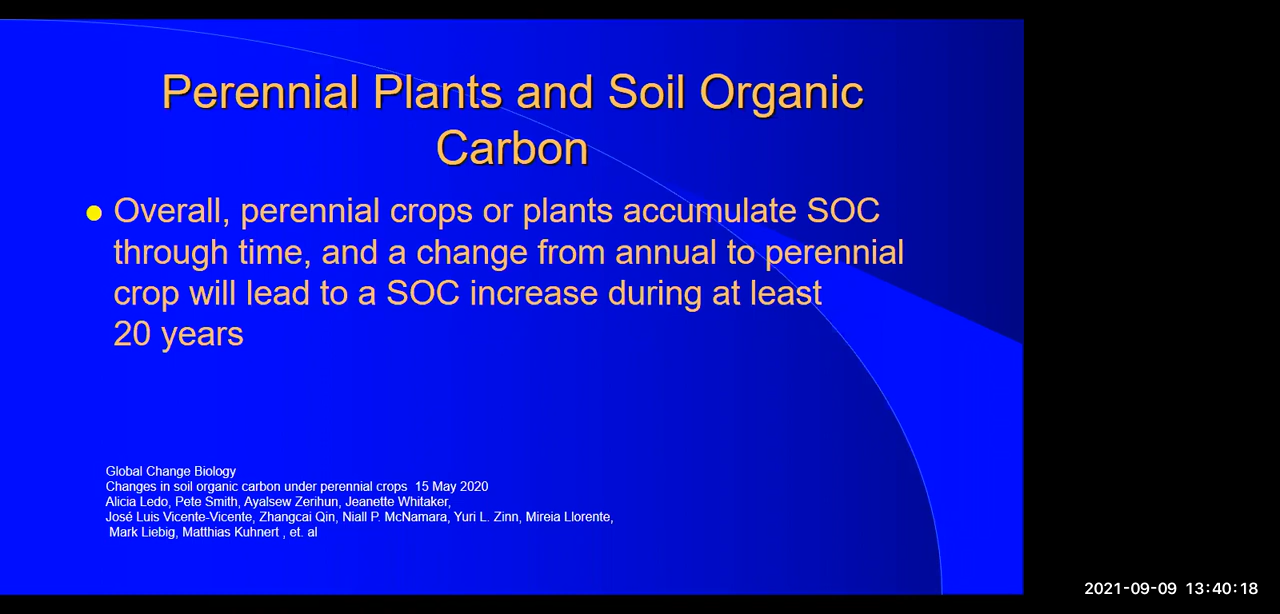 Perennial Plants and Soil Organic
Carbon
Overall, perennial crops or plants accumulate SOC
through time, and a change from annual to perennial
crop will lead to a SOC increase during at least
20 years
Global Change Biology
Changes in soil organic carbon under perennial crops  15 May 2020
Alicia Ledo, Pete Smith, Ayalsew Zerihun, Jeanette Whitaker,
José Luis Vicente-Vicente, Zhangcai Qin, Niall P. McNamara, Yuri L. Zinn, Mireia Llorente,
Mark Liebig, Matthias Kuhnert , et. al
2021-09-09 13:40:18